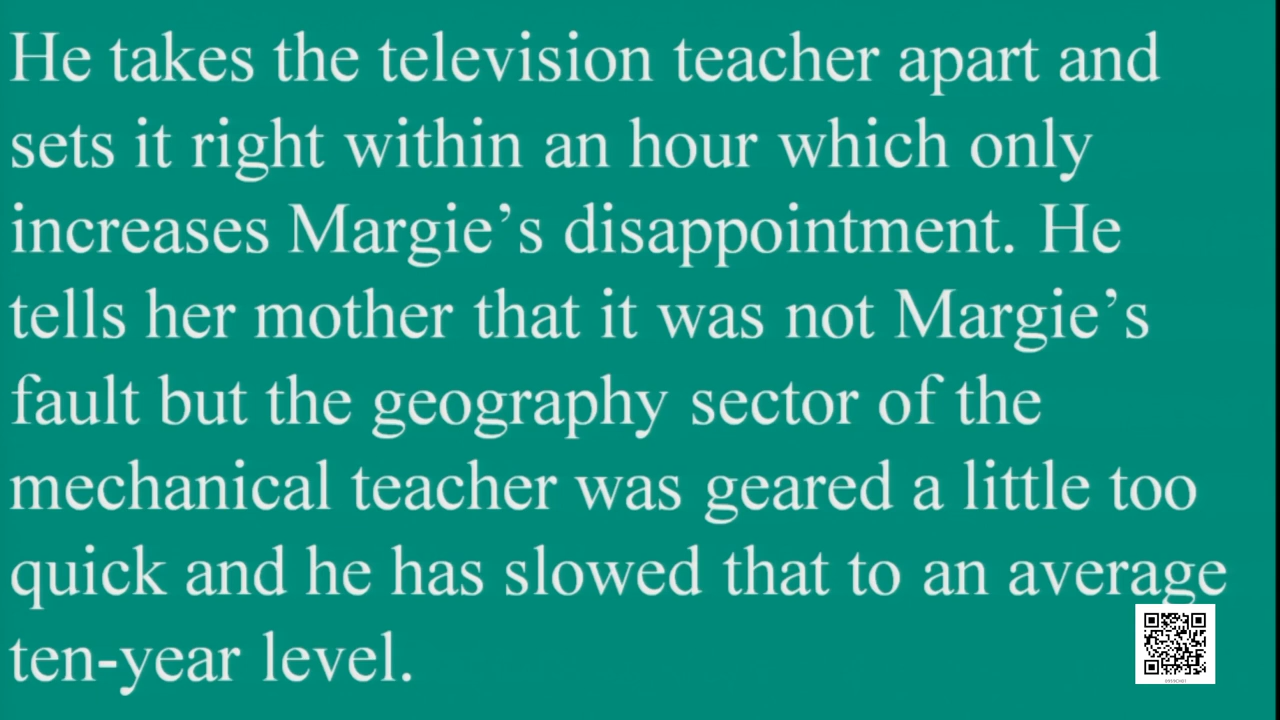 He takes the television teacher apart and
sets it right within an hour which only
increases Margie’s disappointment. He
tells her mother that it was not Margie’s
fault but the geography sector of the
mechanical teacher was geared a little too
quick and he has slowed that to an average
ten-year level.